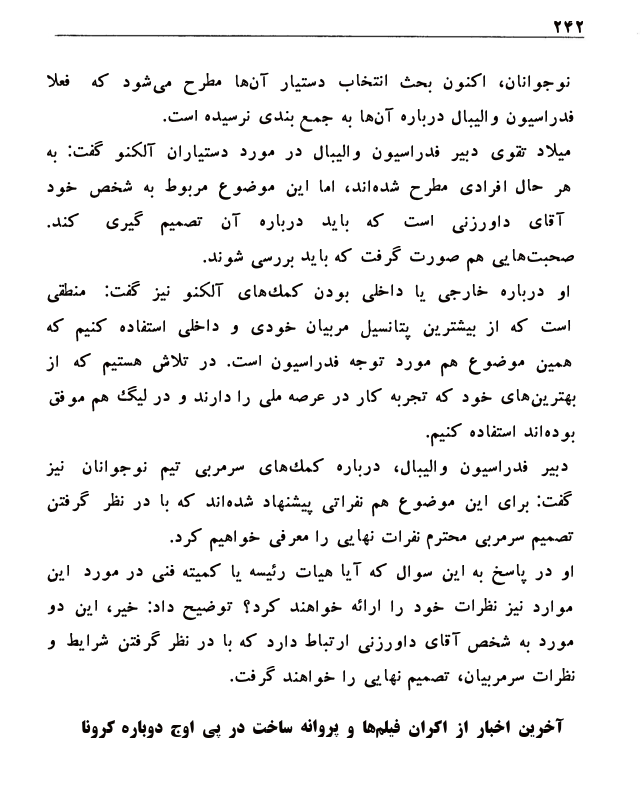 ۲۴۲
نوجوانان، اکنون بحث انتخاب دستیار آن‌ها مطرح می‌شود که فعلا
فدراسیون والیبال درباره آن‌ها به جمع بندی نرسیده است.
میلاد تقوی دبیر فدراسیون والیبال در مورد دستیاران آلکنو گفت: به
هر حال افرادی مطرح شده‌اند، اما این موضوع مربوط به شخص خود
آقای داورزنی است که باید درباره آن تصمیم گیری کند.
صحبت‌هایی هم صورت گرفت که باید بررسی شوند.
او درباره خارجی یا داخلی بودن کمک‌های آلکنو نیز گفت: منطقی
است که از بیشترین پتانسیل مربیان خودی و داخلی استفاده کنیم که
همین موضوع هم مورد توجه فدراسیون است. در تلاش هستیم که از
بهترین‌های خود که تجربه کار در عرصه ملی را دارند و در لیگ هم موفق
بوده‌اند استفاده کنیم.
دبیر فدراسیون والیبال، درباره کمک‌های سرمربی تیم نوجوانان نیز
گفت: برای این موضوع هم نفراتی پیشنهاد شده‌اند که با در نظر گرفتن
تصمیم سرمربی محترم نفرات نهایی را معرفی خواهیم کرد.
او در پاسخ به این سوال که آیا هیات رئیسه یا کمیته فنی در مورد این
موارد نیز نظرات خود را ارائه خواهند کرد؟ توضیح داد: خیر، این دو
مورد به شخص آقای داورزنی ارتباط دارد که با در نظر گرفتن شرایط و
نظرات سرمربیان، تصمیم نهایی را خواهند گرفت.
آخرین اخبار از اکران فیلم‌ها و پروانه ساخت در پی اوج دوباره کرونا